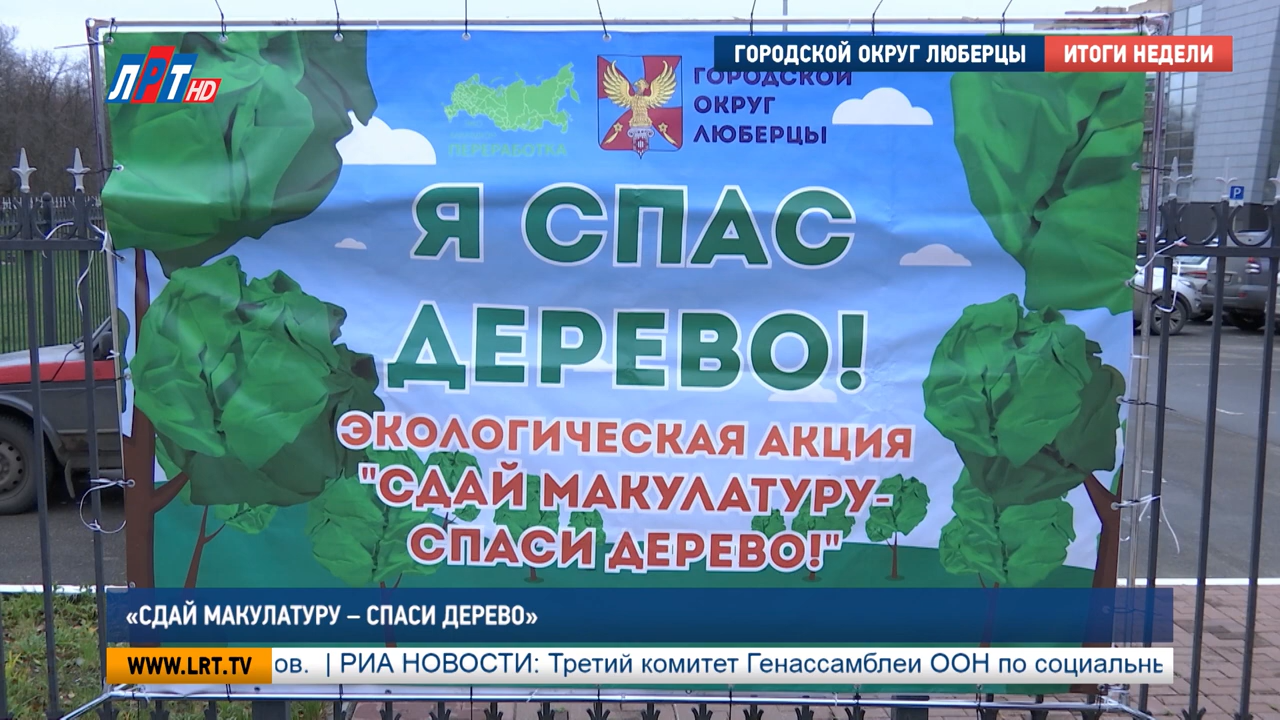 ЛРТ HD
ГОРОДСКОЙ ОКРУГ ЛЮБЕРЦЫ
ИТОГИ НЕДЕЛИ
ПЕРЕРАБОТКА
ГОРОДСКОЙ
ОКРУГ
ЛЮБЕРЦЫ
Я СПАС
ДЕРЕВО!
ЭКОЛОГИЧЕСКАЯ АКЦИЯ
"СДАЙ МАКУЛАТУРУ-
СПАСИ ДЕРЕВО!"
P
«СДАЙ МАКУЛАТУРУ – СПАСИ ДЕРЕВО»
WWW.LRT.TV
ов. | РИА НОВОСТИ: Третий комитет Генассамблеи ООН по социальнь